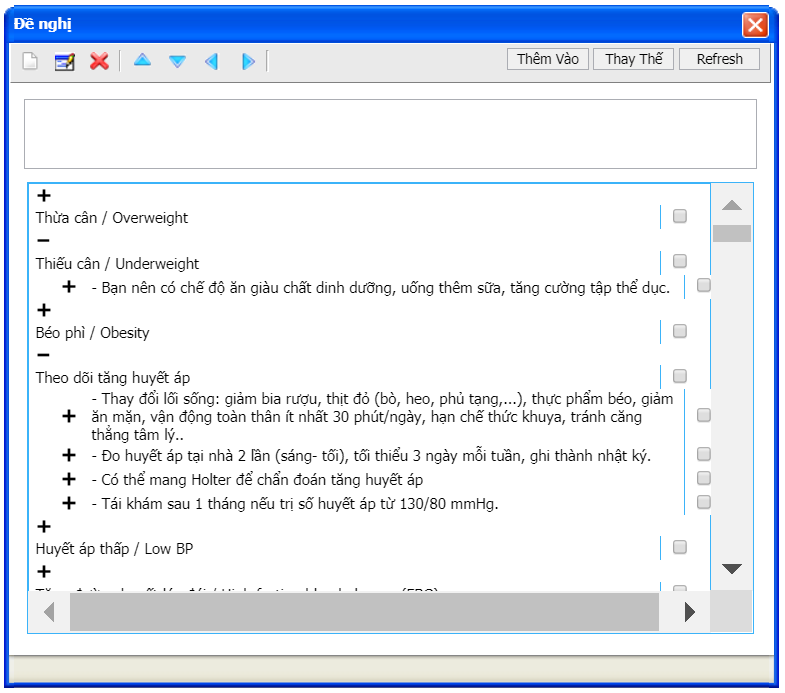 Đề nghị
Thêm Vào Thay Thế Refresh
Thừa cân / Overweight
Thiếu cân / Underweight
- Bạn nên có chế độ ăn giàu chất dinh dưỡng, uống thêm sữa, tăng cường tập thể dục.
Béo phì / Obesity
Theo dõi tăng huyết áp
- Thay đổi lối sống: giảm bia rượu, thịt đỏ (bò, heo, phủ tạng,...), thực phẩm béo, giảm
ăn mặn, vận động toàn thân ít nhất 30 phút/ngày, hạn chế thức khuya, tránh căng
thẳng tâm lý..
- Đo huyết áp tại nhà 2 lần (sáng- tối), tối thiểu 3 ngày mỗi tuần, ghi thành nhật ký.
- Có thể mang Holter để chẩn đoán tăng huyết áp
- Tái khám sau 1 tháng nếu trị số huyết áp từ 130/80 mmHg.
Huyết áp thấp / Low BP